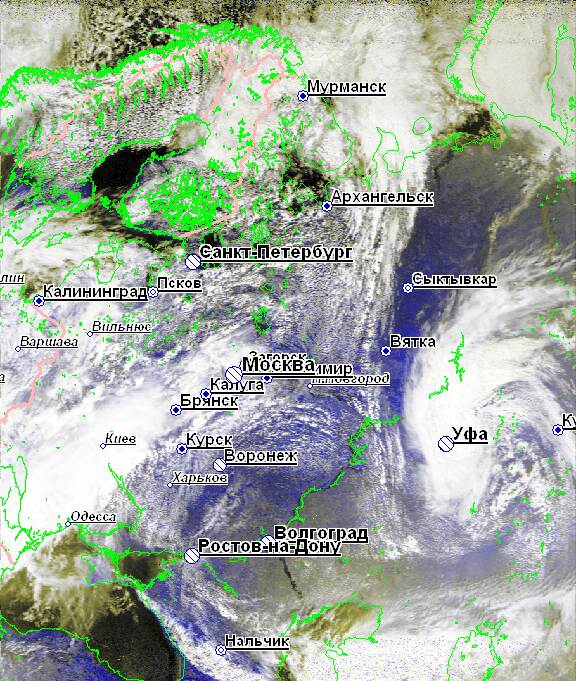 Мурманск
Архангельск
Санкт-Петербург
Сыктывкар
Псков
Калининград
Вильнюс
Варшава
Вятка
Москва
Калуга
Брянск
Киев
Курск
Уфа
Воронеж
Харьков
Одесса
Волгоград
Ростов-на-Дону
Нальчик